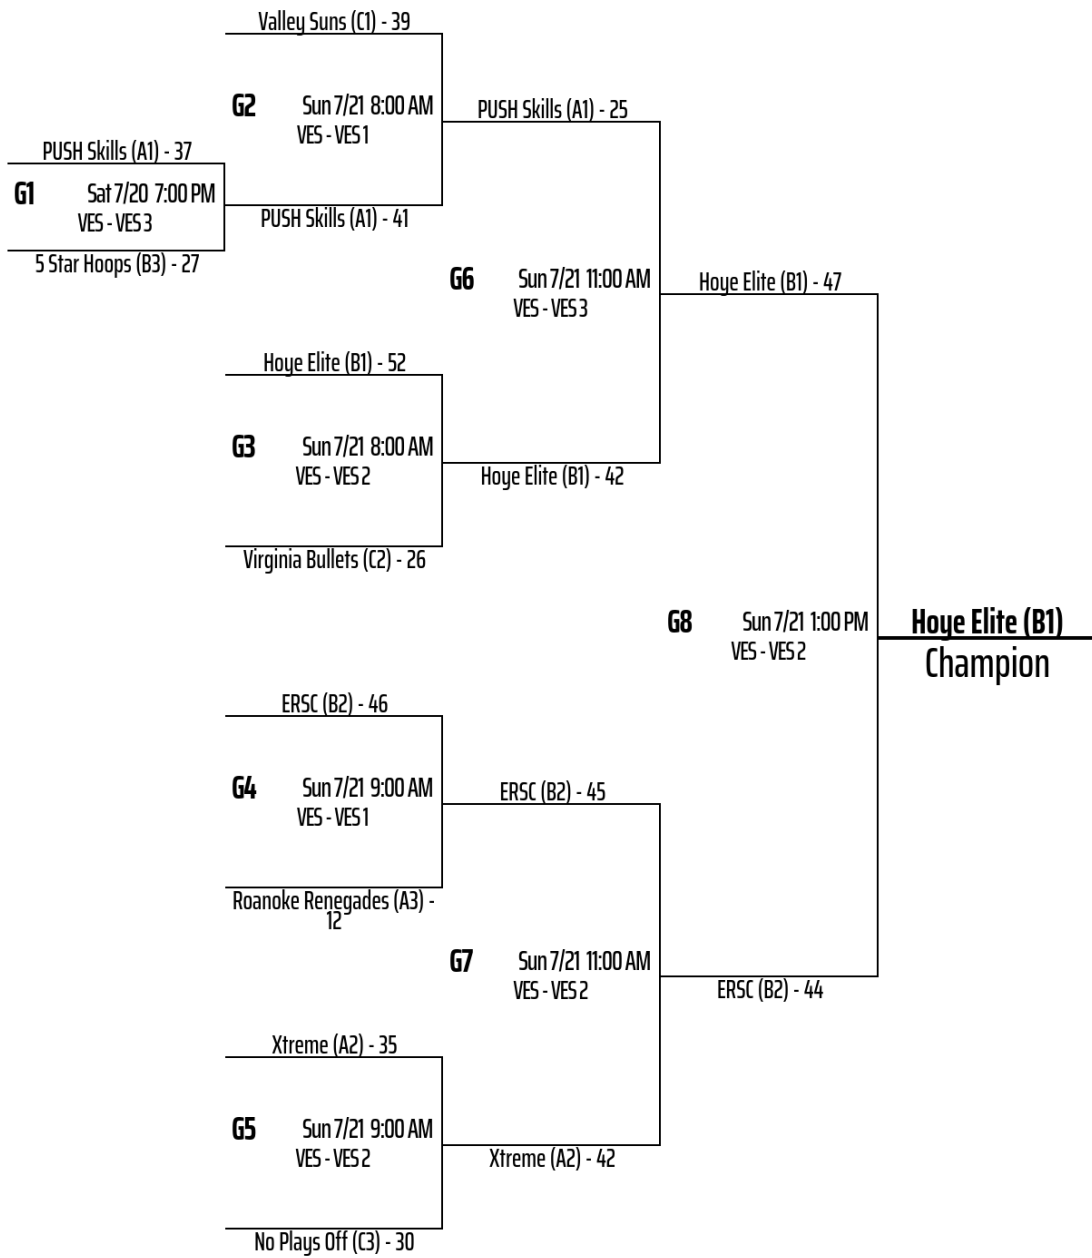 Valley Suns (C1) - 39
G2 Sun 7/21 8:00 AM
VES - VES 1
PUSH Skills (A1) - 25
PUSH Skills (A1) - 37
G1 Sat 7/20 7:00 PM
VES - VES 3
PUSH Skills (A1) - 41
5 Star Hoops (B3) - 27
G6 Sun 7/21 11:00 AM
VES - VES 3
Hoye Elite (B1) - 47
Hoye Elite (B1) - 52
G3 Sun 7/21 8:00 AM
VES - VES 2
Hoye Elite (B1) - 42
Virginia Bullets (C2) - 26
G8 Sun 7/21 1:00 PM
VES - VES 2
Hoye Elite (B1)
Champion
ERSC (B2) - 46
G4 Sun 7/21 9:00 AM
VES - VES 1
ERSC (B2) - 45
Roanoke Renegades (A3) -
12
G7 Sun 7/21 11:00 AM
VES - VES 2
ERSC (B2) - 44
Xtreme (A2) - 35
G5 Sun 7/21 9:00 AM
VES - VES 2
Xtreme (A2) - 42
No Plays Off (C3) - 30